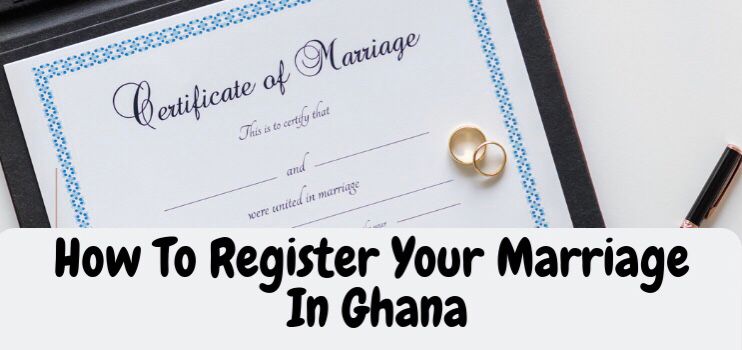 Certificate of Marriage
This is to certify that
and
were united in marriage
How To Register Your Marriage
In Ghana